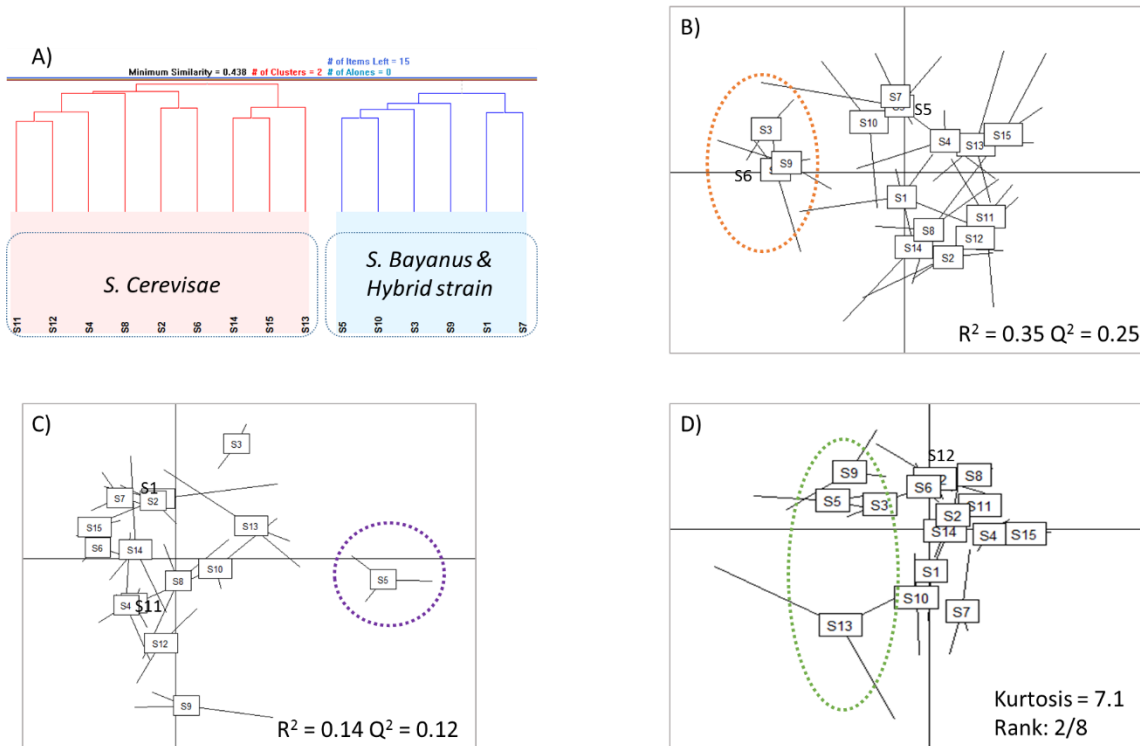 A)
# of Items Left = 15
Minimum Similarity = 0.438 # of Clusters = 2 # of Alones = 0
S. Cerevisae
S. Bayanus &
Hybrid strain
S11 S12 S4 S8 S2 S6 S14 S15 S13 S5 S10 S3 S9 S1 S7
B)
S7
S5
S10
S3
S4
S13
S15
S9
S6
S1
S11
S8
S12
S14
S2
R² = 0.35 Q² = 0.25
C)
S3
S1
S7
S2
S15
S13
S6
S14
S10
S8
S5
S4
S11
S12
S9
R² = 0.14 Q² = 0.12
D)
S12
S9
S8
S6
S5
S3
S11
S2
S14
S4
S15
S1
S10
S7
S13
Kurtosis = 7.1
Rank: 2/8